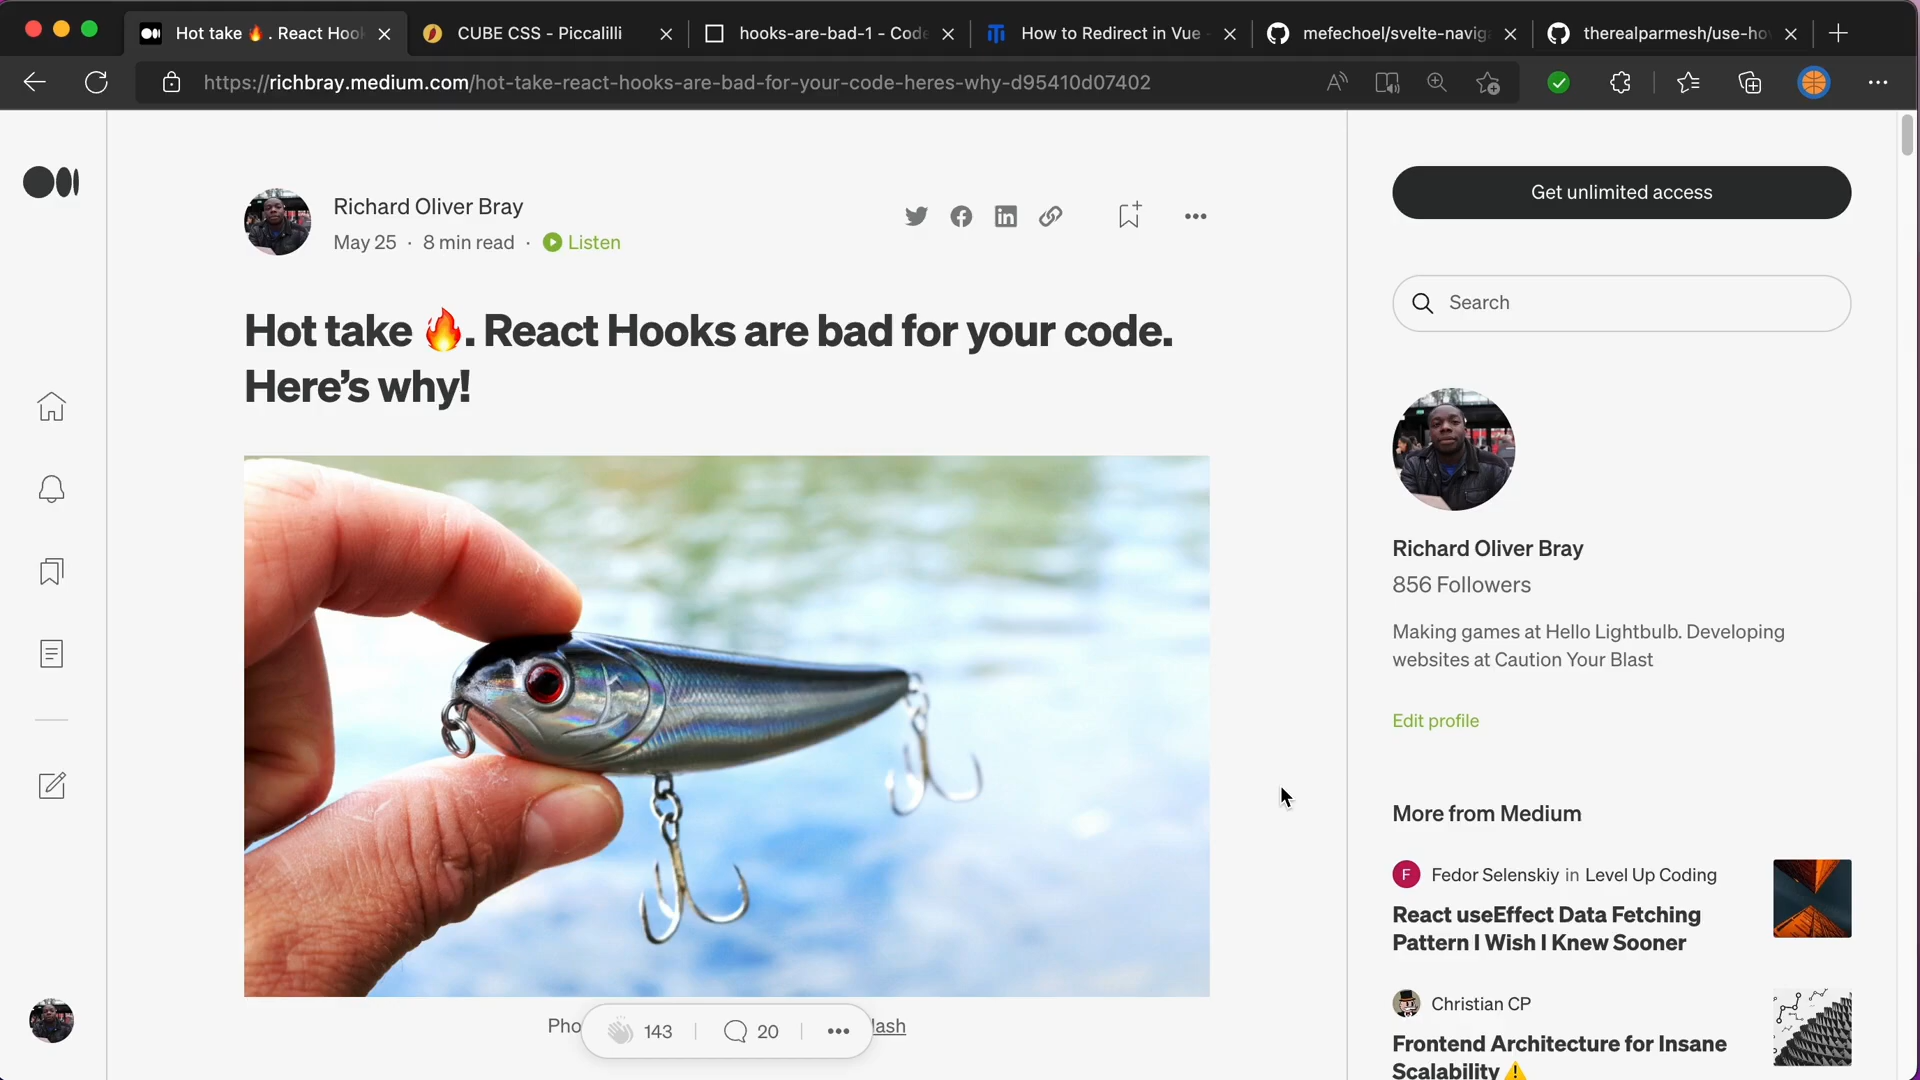 Hot take 🔥. React Hook
CUBE CSS - Piccalilli
hooks-are-bad-1 - Code
How to Redirect in Vue -
mefechoel/svelte-naviga
therealparmesh/use-ho
https://richbray.medium.com/hot-take-react-hooks-are-bad-for-your-code-heres-why-d95410d07402
Richard Oliver Bray
May 25 · 8 min read · Listen
Hot take 🔥. React Hooks are bad for your code.
Here’s why!
Pho
lash
143
20
Get unlimited access
Search
Richard Oliver Bray
856 Followers
Making games at Hello Lightbulb. Developing
websites at Caution Your Blast
Edit profile
More from Medium
F
Fedor Selenskiy in Level Up Coding
React useEffect Data Fetching
Pattern I Wish I Knew Sooner
Christian CP
Frontend Architecture for Insane
Scalability ⚠️